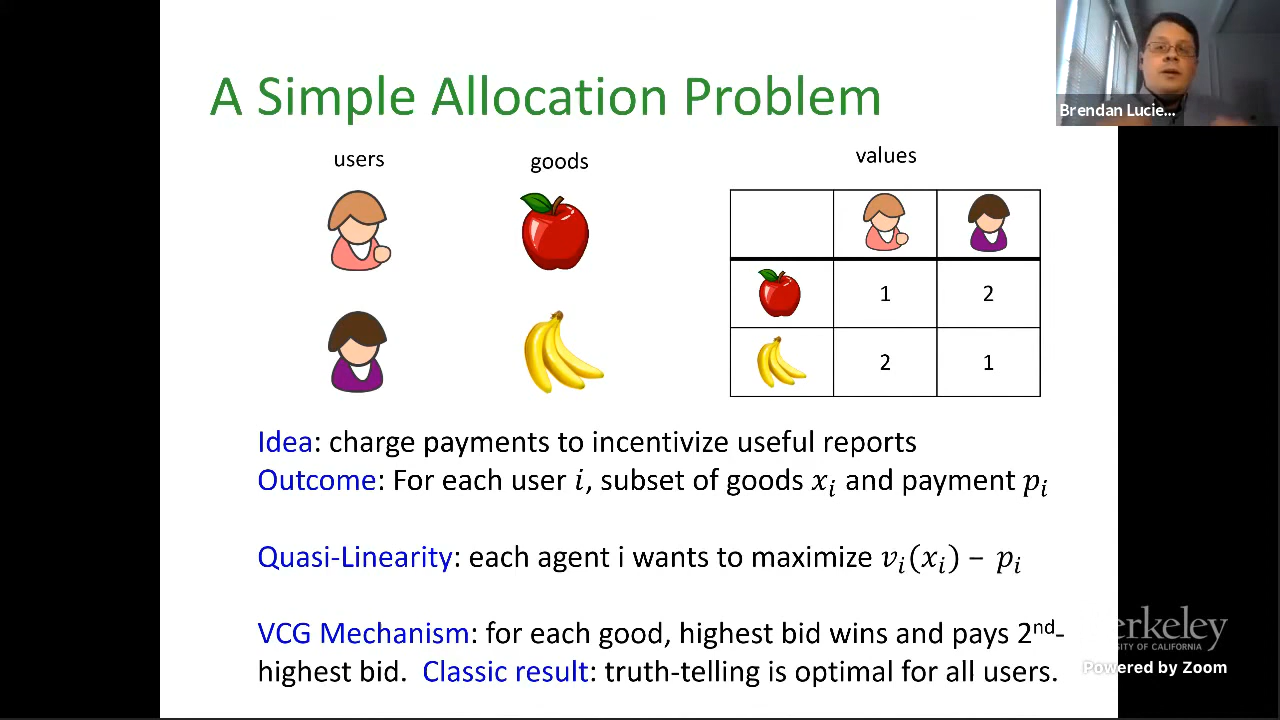 A Simple Allocation Problem
Brendan Lucie...
users
goods
values
1 2
2 1
Idea: charge payments to incentivize useful reports
Outcome: For each user i, subset of goods xᵢ and payment pᵢ
Quasi-Linearity: each agent i wants to maximize vᵢ(xᵢ) − pᵢ
VCG Mechanism: for each good, highest bid wins and pays 2nd-
highest bid. Classic result: truth-telling is optimal for all users.
erkeley
OF CALIFORNIA
Powered by Zoom